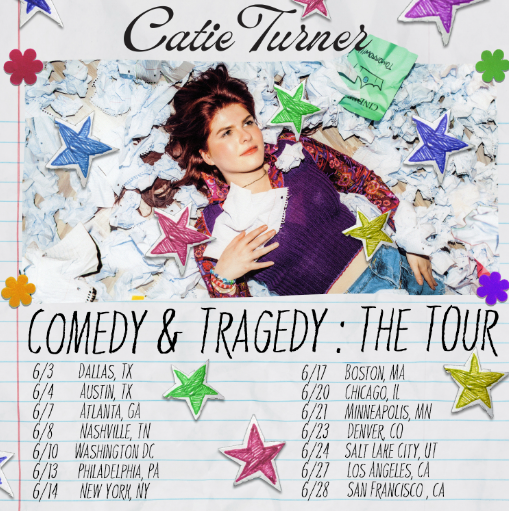 Catie Turner
COMEDY & TRAGEDY : THE TOUR
6/3 DALLAS, TX
6/4 AUSTIN, TX
6/7 ATLANTA, GA
6/8 NASHVILLE, TN
6/10 WASHINGTON DC
6/13 PHILADELPHIA, PA
6/14 NEW YORK, NY
6/17 BOSTON, MA
6/20 CHICAGO, IL
6/21 MINNEAPOLIS, MN
6/23 DENVER, CO
6/24 SALT LAKE CITY, UT
6/27 LOS ANGELES, CA
6/28 SAN FRANCISCO , CA